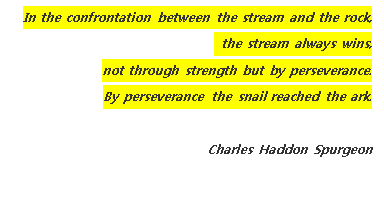 In the confrontation between the stream and the rock,
the stream always wins,
not through strength but by perseverance.
By perseverance the snail reached the ark.
Charles Haddon Spurgeon